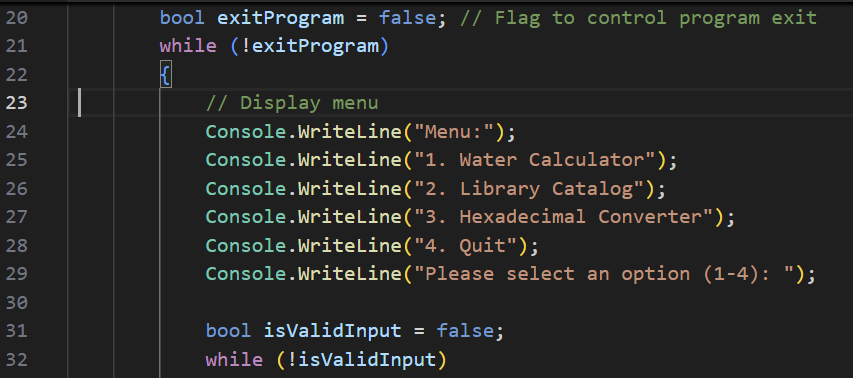 20 bool exitProgram = false; // Flag to control program exit
21 while (!exitProgram)
22 {
23 // Display menu
24 Console.WriteLine("Menu:");
25 Console.WriteLine("1. Water Calculator");
26 Console.WriteLine("2. Library Catalog");
27 Console.WriteLine("3. Hexadecimal Converter");
28 Console.WriteLine("4. Quit");
29 Console.WriteLine("Please select an option (1-4): ");
30
31 bool isValidInput = false;
32 while (!isValidInput)